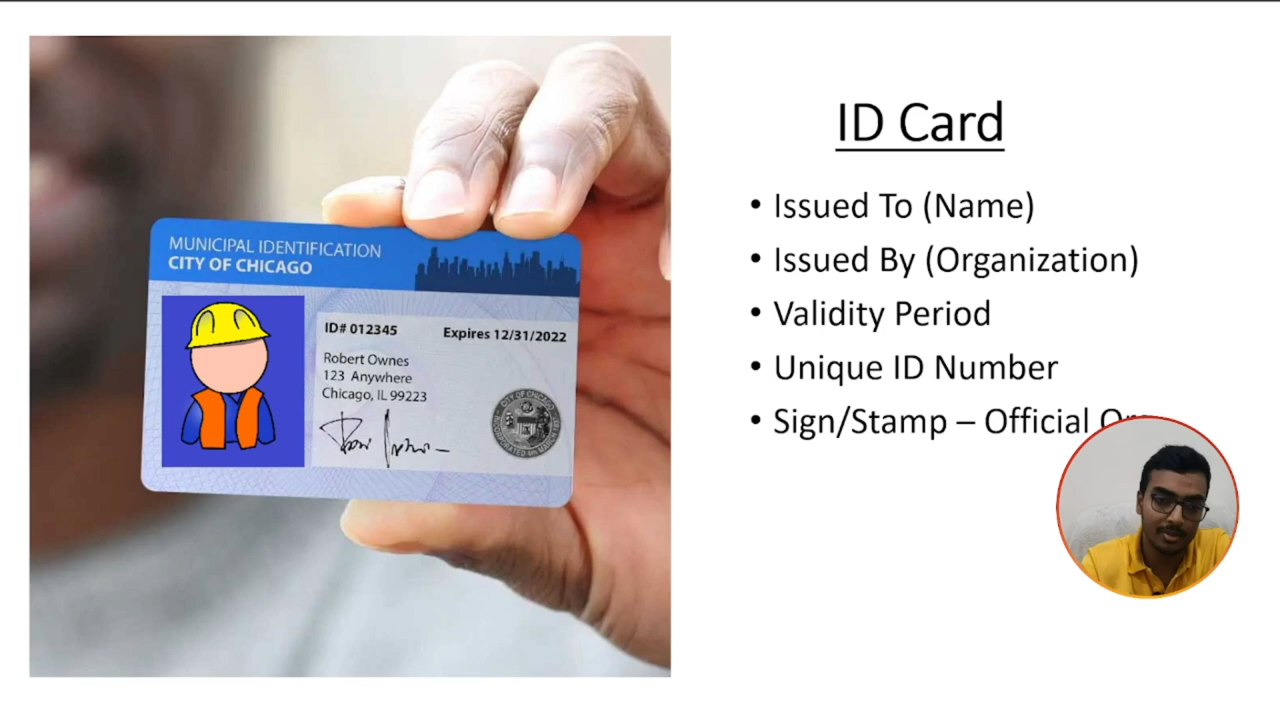 MUNICIPAL IDENTIFICATION
CITY OF CHICAGO
ID# 012345 Expires 12/31/2022
Robert Ownes
123 Anywhere
Chicago, IL 99223
ID Card
• Issued To (Name)
• Issued By (Organization)
• Validity Period
• Unique ID Number
• Sign/Stamp – Official